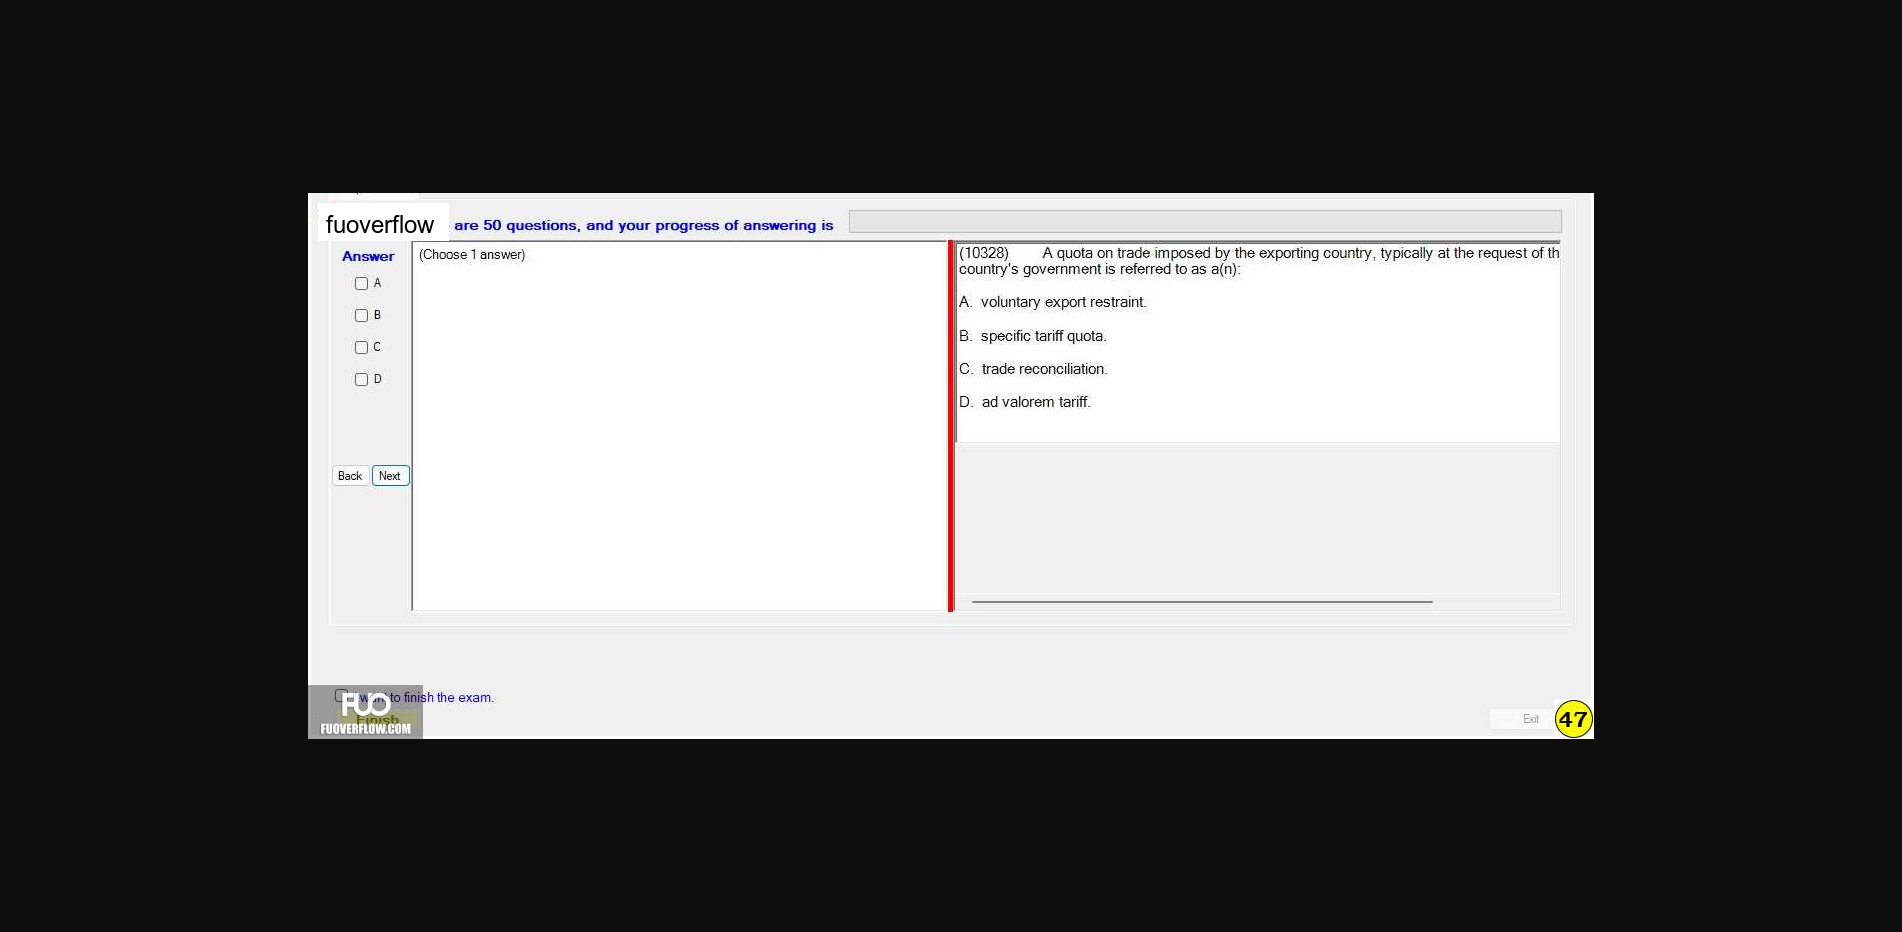 fuoverflow are 50 questions, and your progress of answering is
Answer
(Choose 1 answer)
A
B
C
D
Back Next
(10328) A quota on trade imposed by the exporting country, typically at the request of th
country's government is referred to as a(n):
A. voluntary export restraint.
B. specific tariff quota.
C. trade reconciliation.
D. ad valorem tariff.
want to finish the exam.
Finish
FUO
FUOVERFLOW.COM
Exit
47